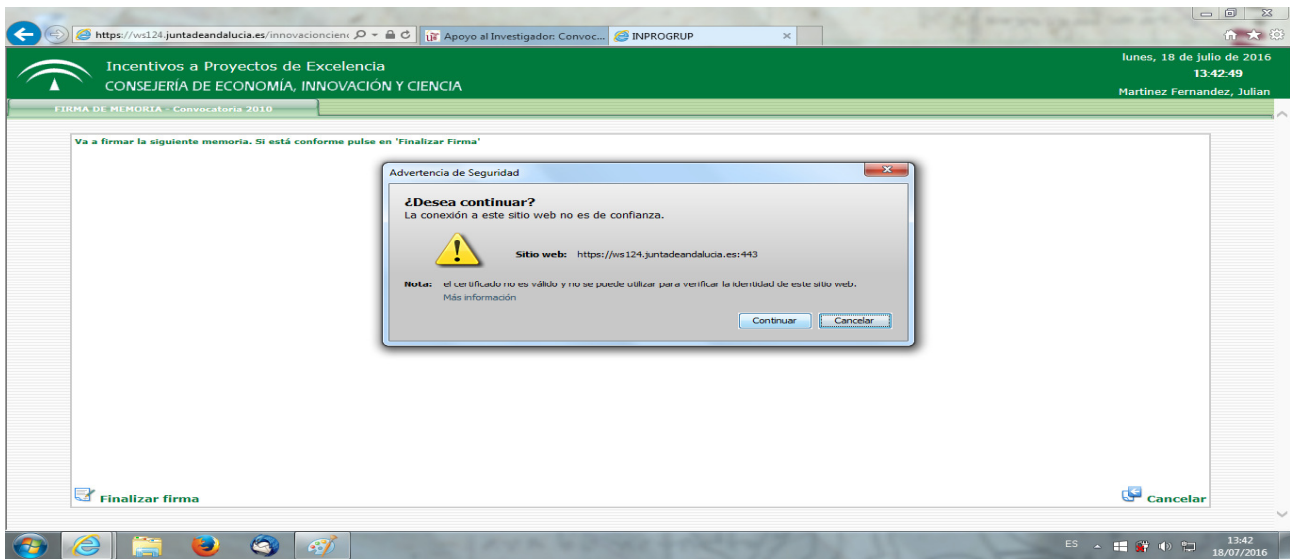 https://ws124.juntadeandalucia.es/innovacioncienc
Apoyo al Investigador: Convoc...
INPROGRUP
Incentivos a Proyectos de Excelencia
CONSEJERÍA DE ECONOMÍA, INNOVACIÓN Y CIENCIA
lunes, 18 de julio de 2016
13:42:49
Martinez Fernandez, Julian
FIRMA DE MEMORIA - Convocatoria 2010
Va a firmar la siguiente memoria. Si está conforme pulse en 'Finalizar Firma'
Advertencia de Seguridad
¿Desea continuar?
La conexión a este sitio web no es de confianza.
Sitio web: https://ws124.juntadeandalucia.es:443
Nota: el certificado no es válido y no se puede utilizar para verificar la identidad de este sitio web.
Más información
Continuar
Cancelar
Finalizar firma
Cancelar
ES
13:42
18/07/2016